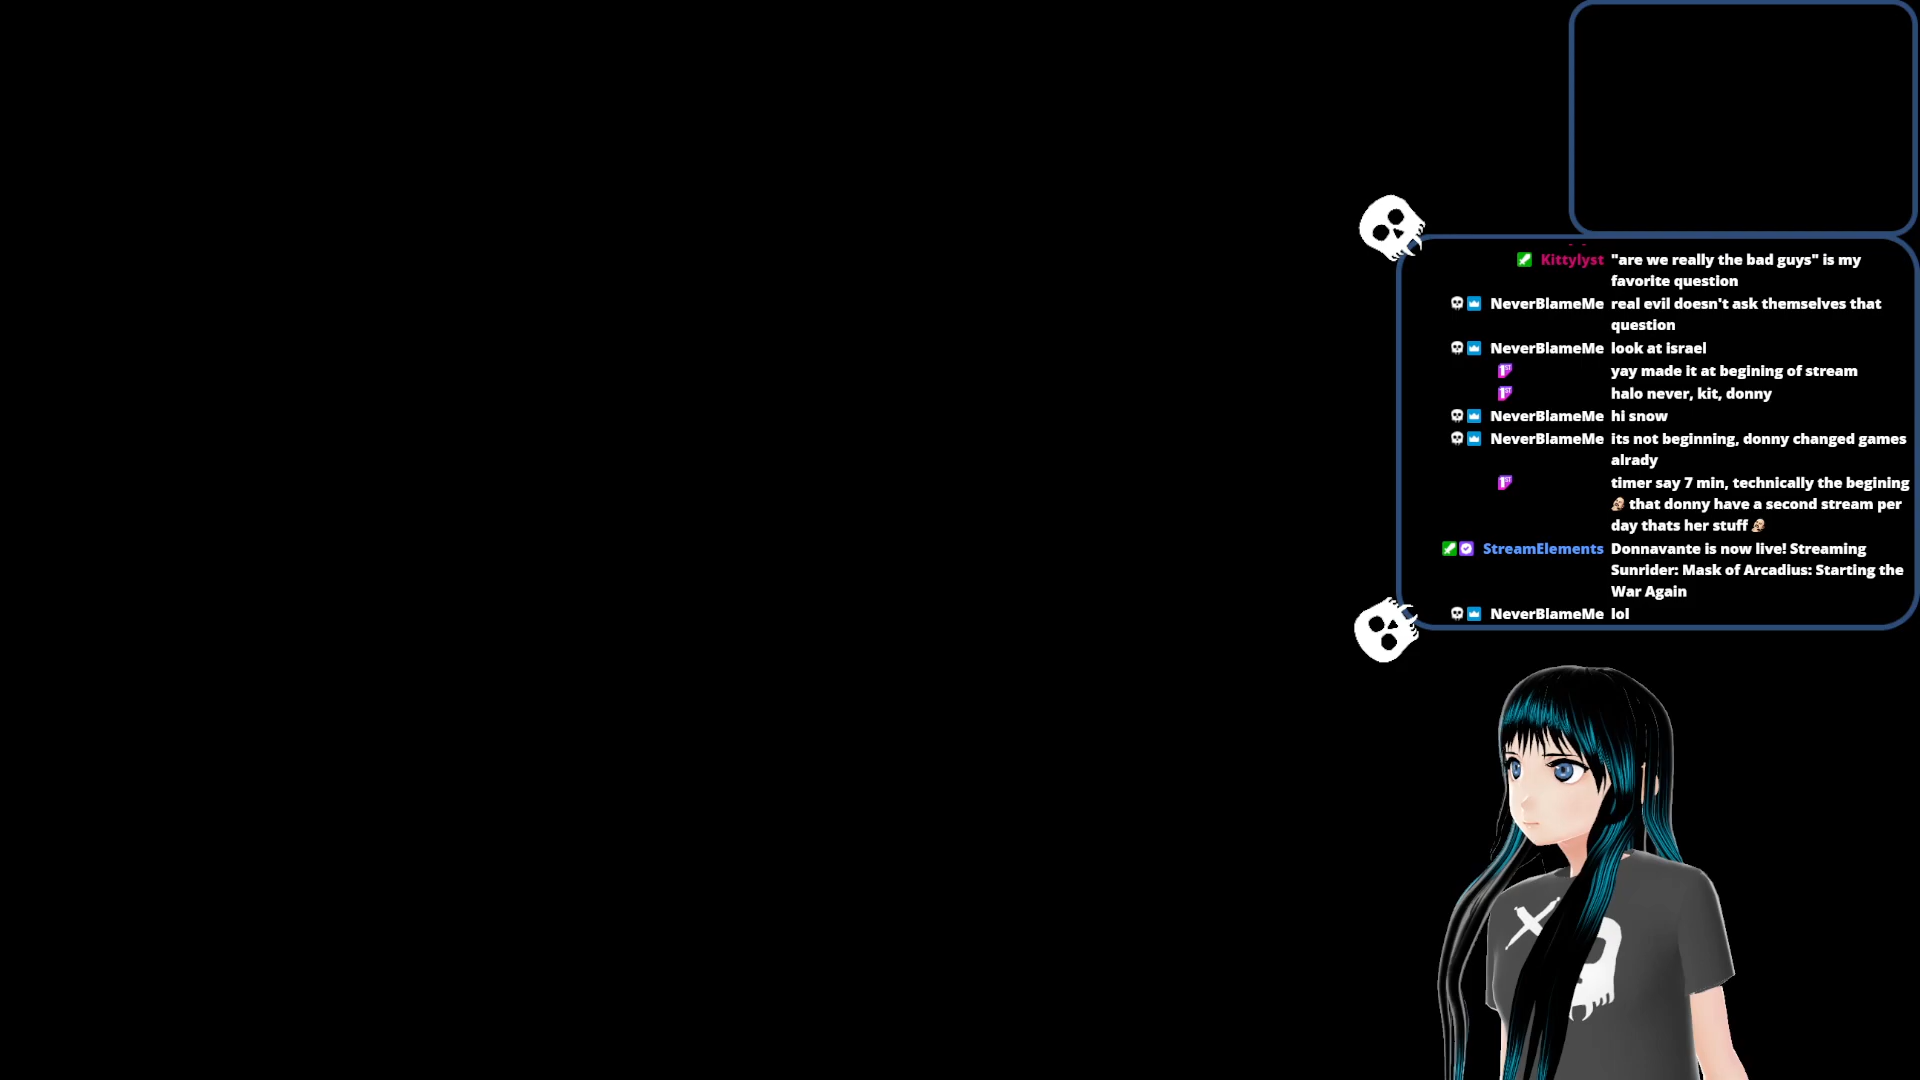 Kittylyst "are we really the bad guys" is my
favorite question
NeverBlameMe real evil doesn't ask themselves that
question
NeverBlameMe look at israel
yay made it at begining of stream
halo never, kit, donny
NeverBlameMe hi snow
NeverBlameMe its not beginning, donny changed games
alrady
timer say 7 min, technically the begining
that donny have a second stream per
day thats her stuff
StreamElements Donnavante is now live! Streaming
Sunrider: Mask of Arcadius: Starting the
War Again
NeverBlameMe lol